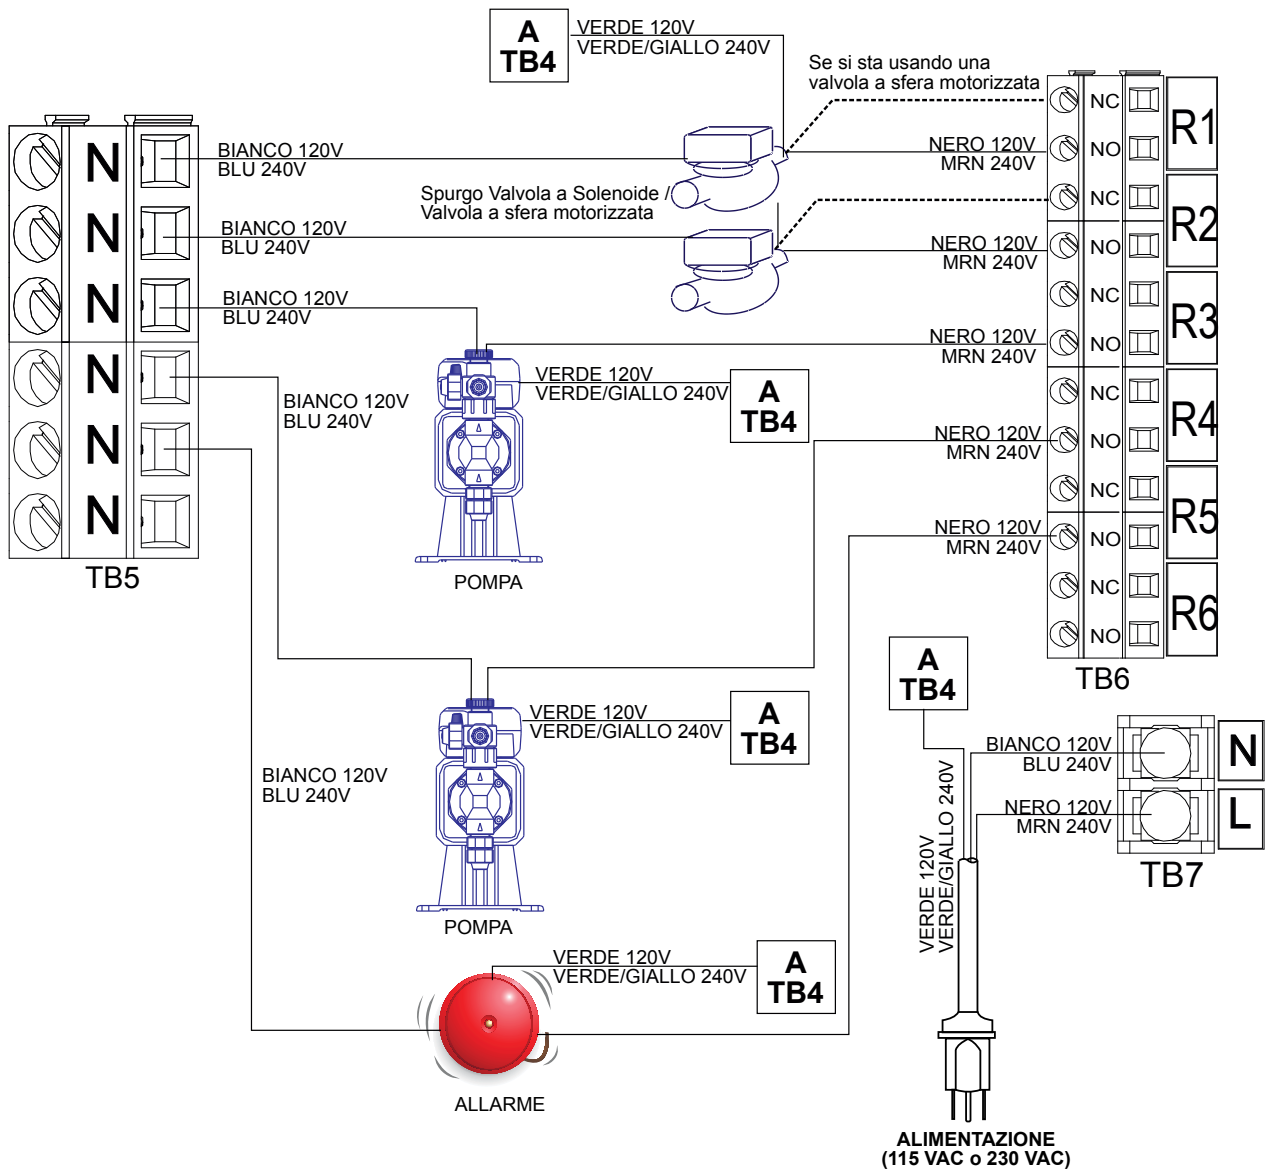 A
TB4
VERDE 120V
VERDE/GIALLO 240V
Se si sta usando una
valvola a sfera motorizzata
N
N
N
N
N
N
TB5
BIANCO 120V
BLU 240V
BIANCO 120V
BLU 240V
BIANCO 120V
BLU 240V
Spurgo Valvola a Solenoide /
Valvola a sfera motorizzata
NERO 120V
MRN 240V
NERO 120V
MRN 240V
NERO 120V
MRN 240V
NERO 120V
MRN 240V
NERO 120V
MRN 240V
NC
NO
NC
NO
NC
NO
NC
NO
NC
NO
NC
NO
R1
R2
R3
R4
R5
R6
TB6
VERDE 120V
VERDE/GIALLO 240V
A
TB4
BIANCO 120V
BLU 240V
POMPA
VERDE 120V
VERDE/GIALLO 240V
A
TB4
BIANCO 120V
BLU 240V
POMPA
VERDE 120V
VERDE/GIALLO 240V
A
TB4
ALLARME
A
TB4
BIANCO 120V
BLU 240V
NERO 120V
MRN 240V
N
L
TB7
VERDE 120V
VERDE/GIALLO 240V
ALIMENTAZIONE
(115 VAC o 230 VAC)